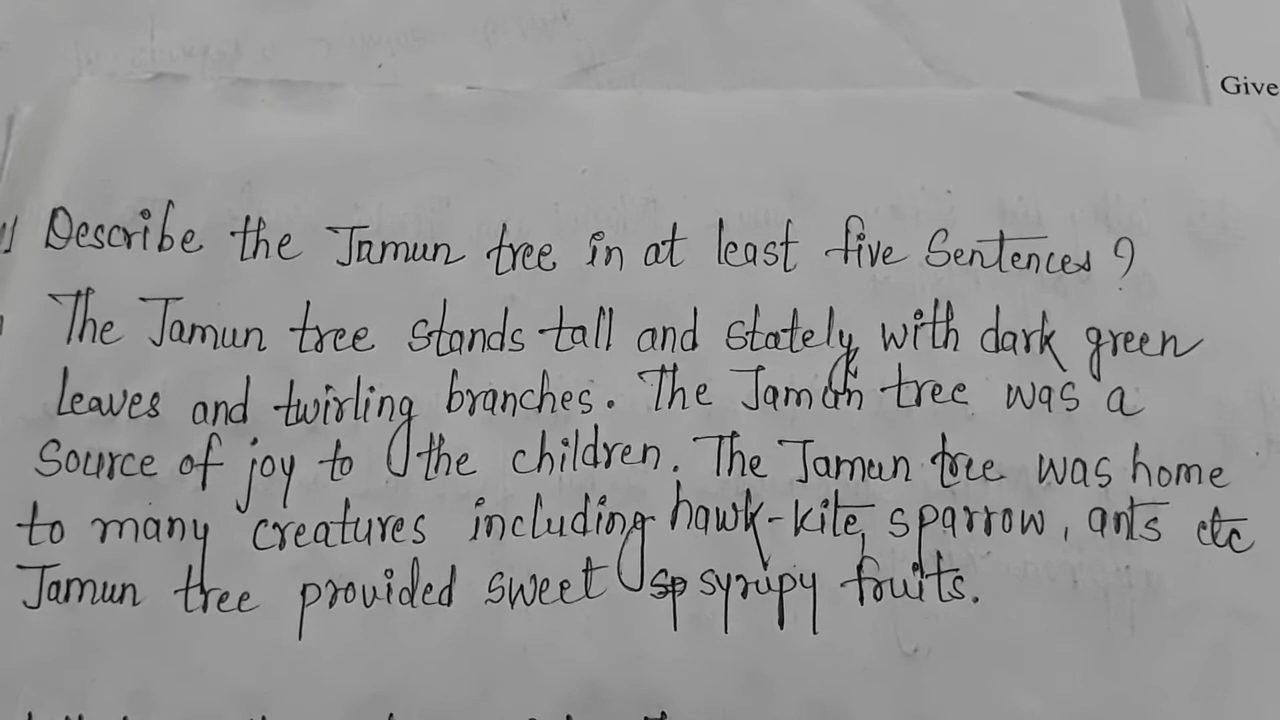 Give
Describe the Jamun tree in at least five Sentences ?
The Jamun tree stands tall and stately with dark green
leaves and twirling branches. The Jamun tree was a
Source of joy to the children. The Jamun tree was home
to many creatures including hawk-kite, sparrow, ants etc
Jamun tree provided sweet sp syrupy fruits.